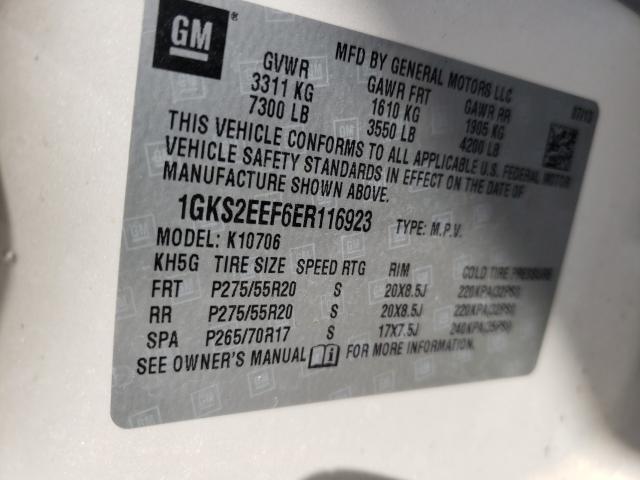 GM
MFD BY GENERAL MOTORS LLC
07/13
GVWR GAWR FRT GAWR RR
3311 KG 1610 KG 1905 KG
7300 LB 3550 LB 4200 LB
THIS VEHICLE CONFORMS TO ALL APPLICABLE U.S. FEDERAL MOTOR
VEHICLE SAFETY STANDARDS IN EFFECT ON THE DATE OF
MANUFACTURE SHOWN ABOVE.
1GKS2EEF6ER116923 TYPE: M.P.V.
MODEL: K10706
KH5G TIRE SIZE SPEED RTG RIM COLD TIRE PRESSURE
FRT P275/55R20 S 20X8.5J 220KPA(32PSI)
RR P275/55R20 S 20X8.5J 220KPA(32PSI)
SPA P265/70R17 S 17X7.5J 240KPA(35PSI)
SEE OWNER'S MANUAL FOR MORE INFORMATION.